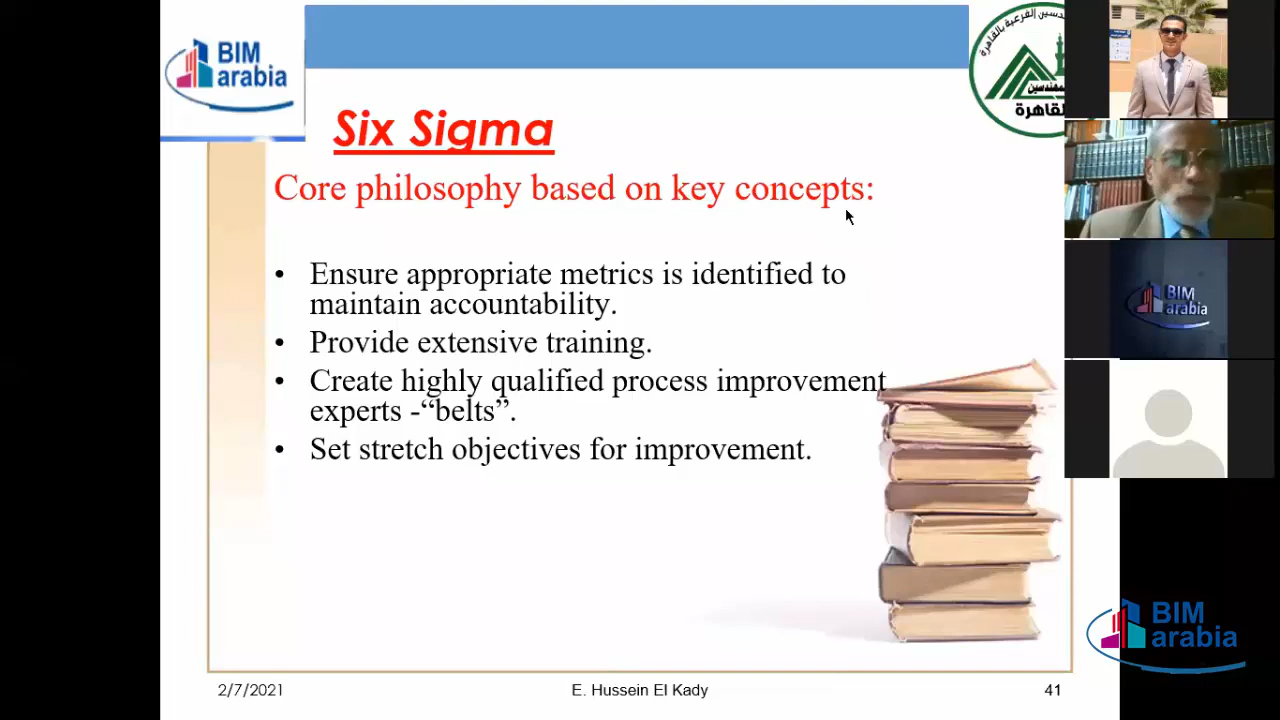 BIM
arabia
Six Sigma
Core philosophy based on key concepts:
• Ensure appropriate metrics is identified to
maintain accountability.
• Provide extensive training.
• Create highly qualified process improvement
experts -“belts”.
• Set stretch objectives for improvement.
2/7/2021
E. Hussein El Kady
41
BIM
arabia
BIM
arabia